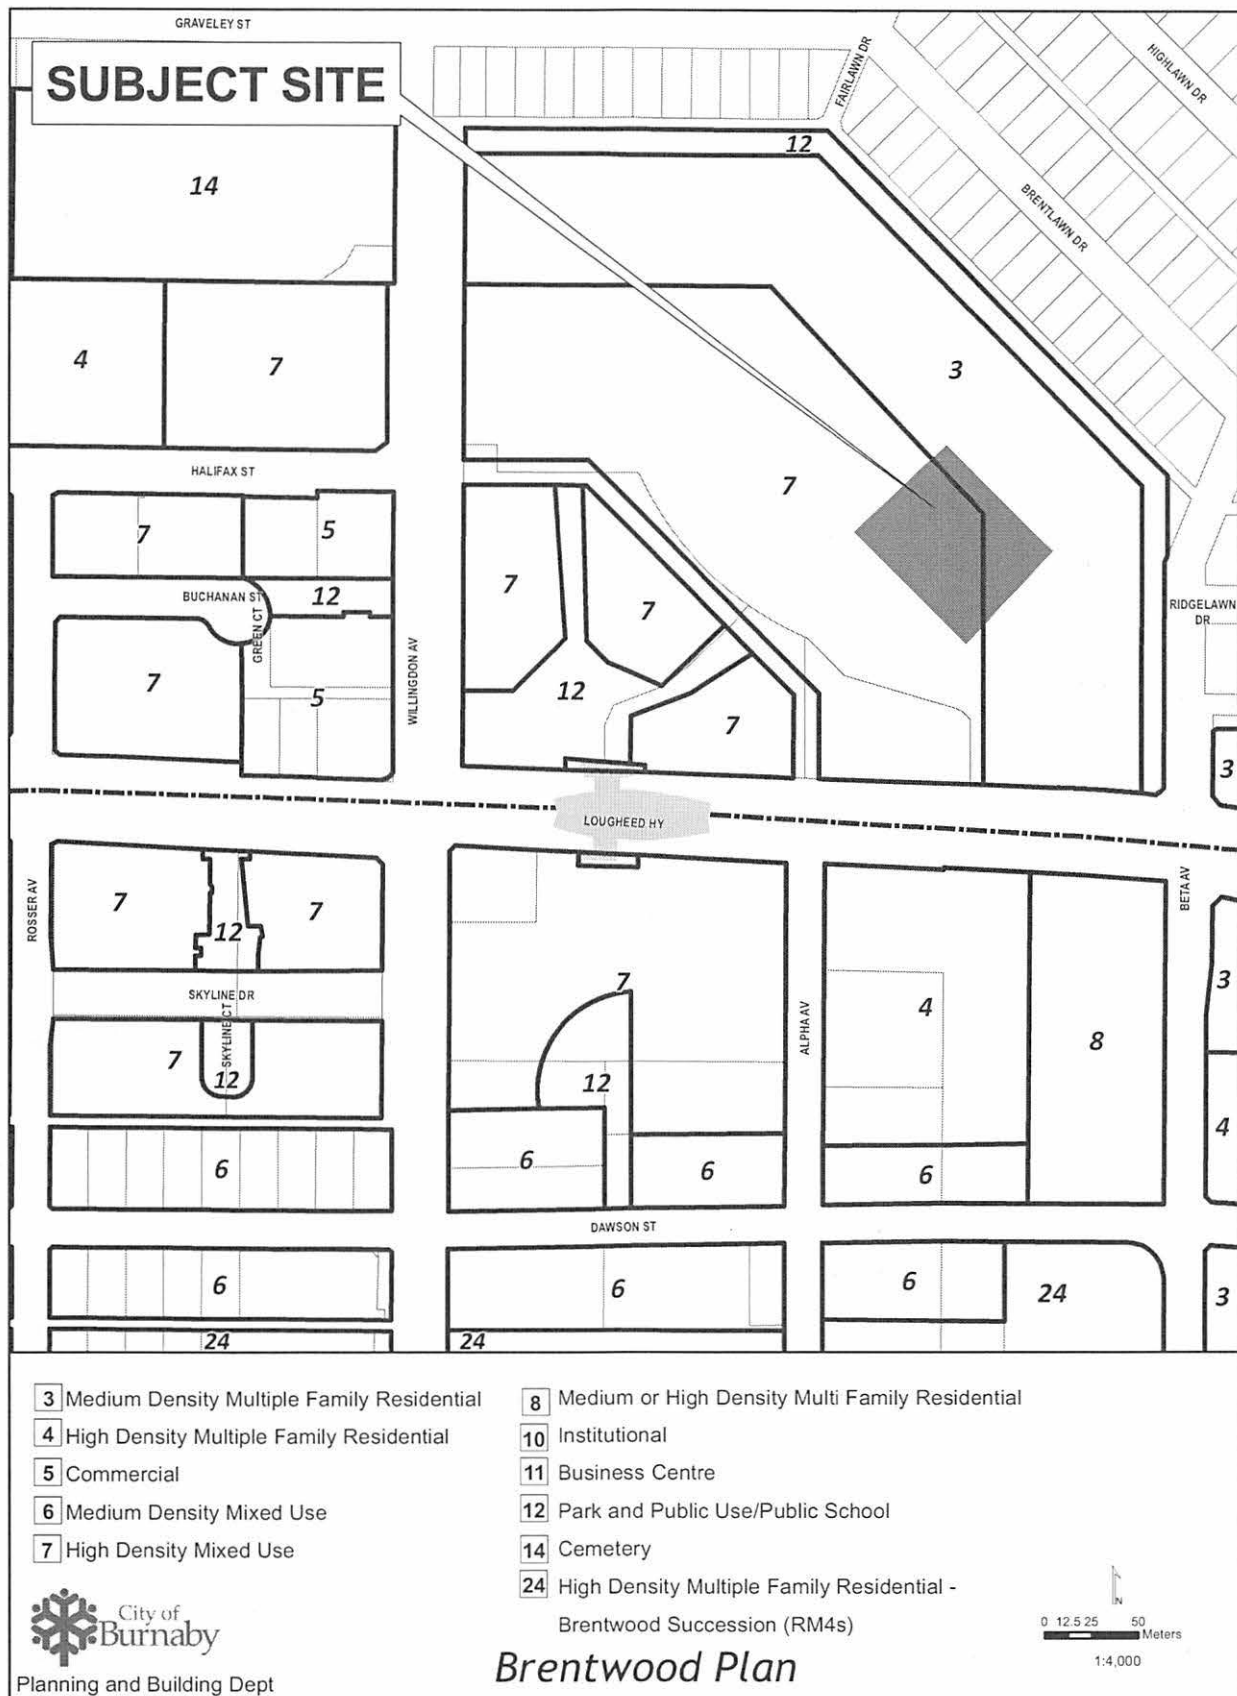 GRAVELEY ST
SUBJECT SITE
FAIRLAWN DR
HIGHLAWN DR
12
14
BRENTLAWN DR
4
7
3
HALIFAX ST
7
7
5
7
7
BUCHANAN ST
12
GREEN CT
RIDGELAWN
DR
WILLINGDON AV
7
5
12
7
3
LOUGHEED HY
ROSSER AV
7
12
7
BETA AV
7
SKYLINE DR
SKYLINE CT
ALPHA AV
4
3
7
12
12
8
6
6
6
6
4
DAWSON ST
6
6
6
24
3
24
24
3 Medium Density Multiple Family Residential
4 High Density Multiple Family Residential
5 Commercial
6 Medium Density Mixed Use
7 High Density Mixed Use
8 Medium or High Density Multi Family Residential
10 Institutional
11 Business Centre
12 Park and Public Use/Public School
14 Cemetery
24 High Density Multiple Family Residential -
Brentwood Succession (RM4s)
City of
Burnaby
Planning and Building Dept
Brentwood Plan
N
0 12.5 25 50
Meters
1:4,000